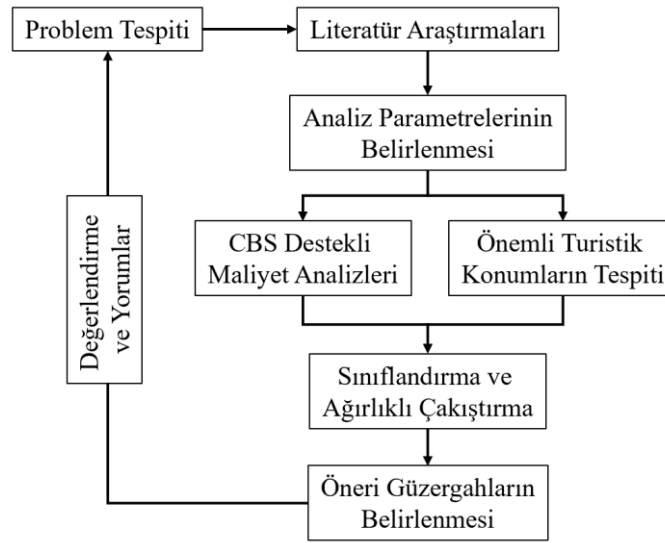 Problem Tespiti
Literatür Araştırmaları
Analiz Parametrelerinin
Belirlenmesi
CBS Destekli
Maliyet Analizleri
Önemli Turistik
Konumların Tespiti
Sınıflandırma ve
Ağırlıklı Çakıştırma
Öneri Güzergahların
Belirlenmesi
Değerlendirme
ve Yorumlar